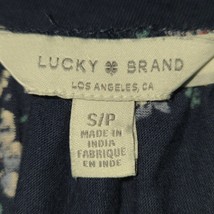 LUCKY BRAND
LOS ANGELES, CA
S/P
MADE IN
INDIA
FABRIQUE
EN INDE